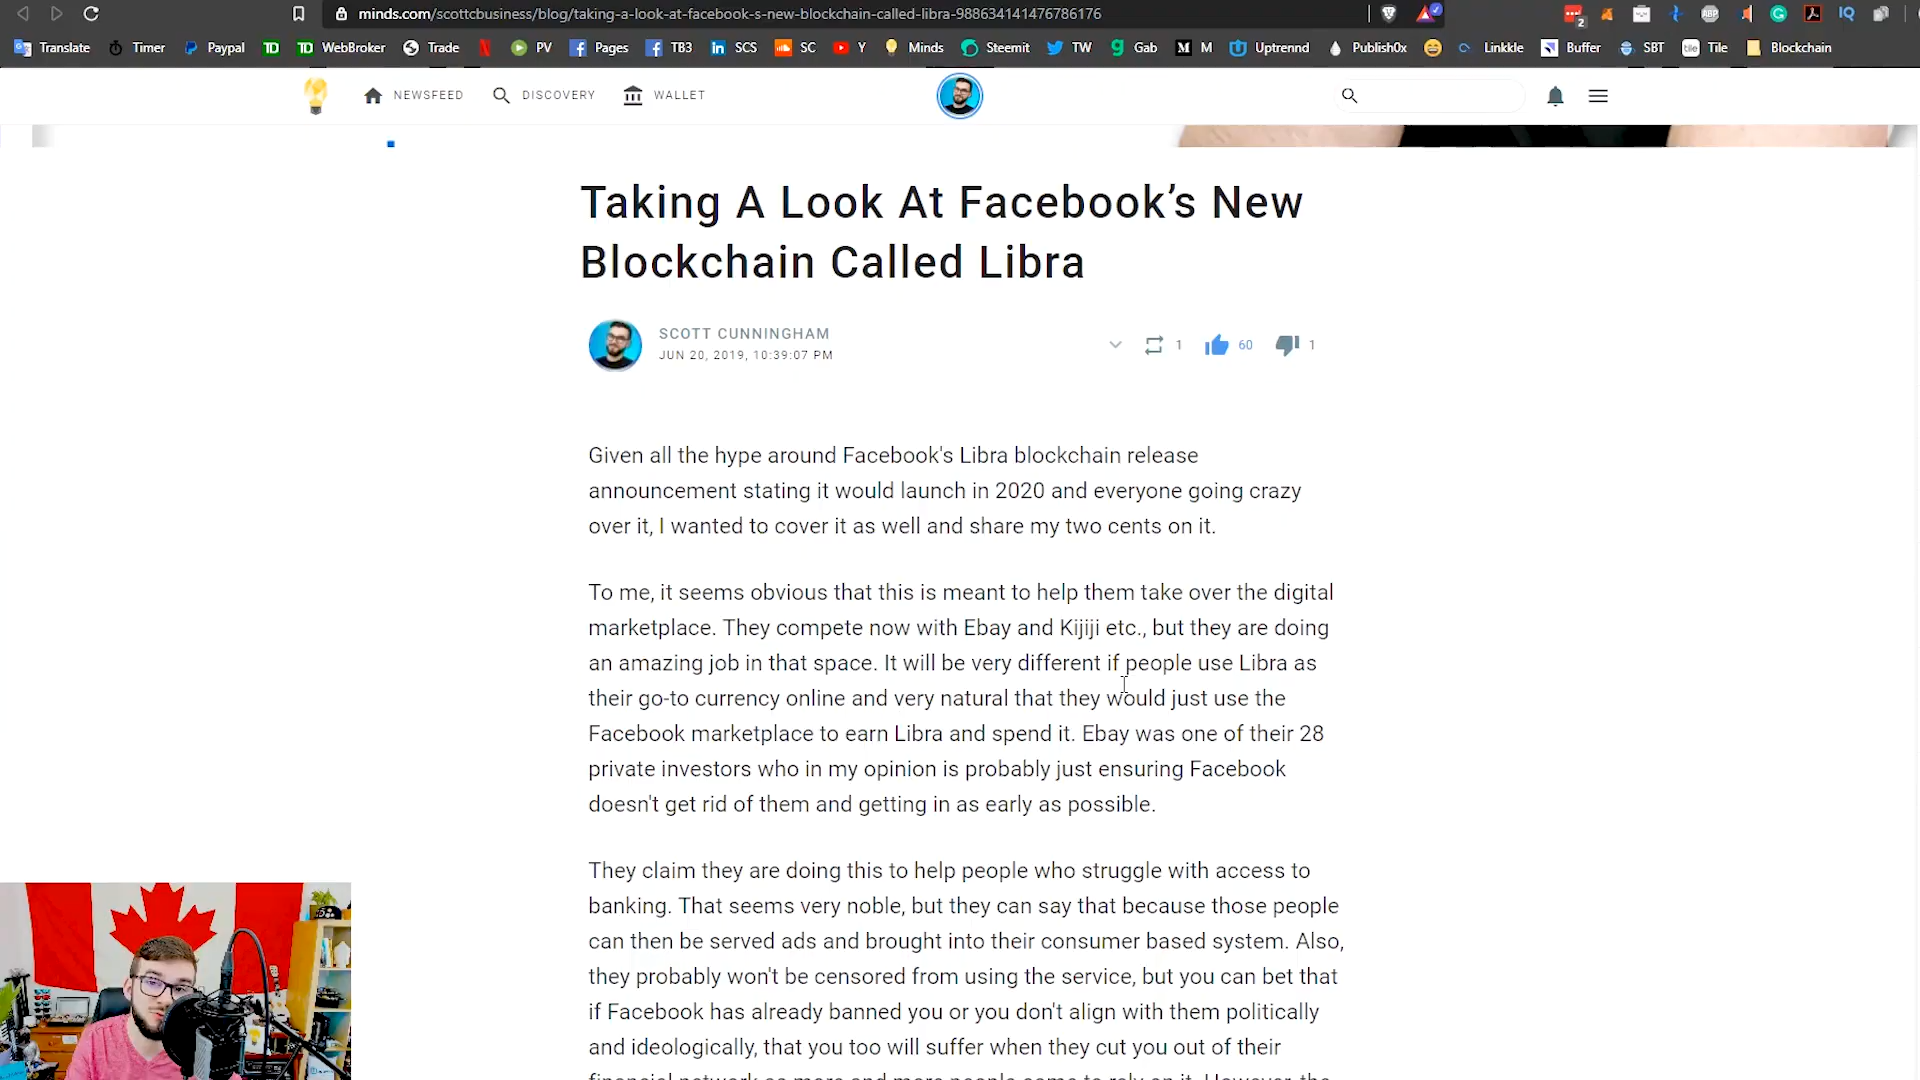 minds.com/scottcbusiness/blog/taking-a-look-at-facebook-s-new-blockchain-called-libra-988634141476786176
2
ABP
IQ
Translate Timer Paypal TD TD WebBroker Trade PV Pages TB3 SCS SC Y Minds Steemit TW Gab M Uptrennd Publish0x Linkkle Buffer SBT tile Tile Blockchain
NEWSFEED DISCOVERY WALLET
Taking A Look At Facebook’s New
Blockchain Called Libra
SCOTT CUNNINGHAM
JUN 20, 2019, 10:39:07 PM
1 60 1
Given all the hype around Facebook's Libra blockchain release
announcement stating it would launch in 2020 and everyone going crazy
over it, I wanted to cover it as well and share my two cents on it.
To me, it seems obvious that this is meant to help them take over the digital
marketplace. They compete now with Ebay and Kijiji etc., but they are doing
an amazing job in that space. It will be very different if people use Libra as
their go-to currency online and very natural that they would just use the
Facebook marketplace to earn Libra and spend it. Ebay was one of their 28
private investors who in my opinion is probably just ensuring Facebook
doesn't get rid of them and getting in as early as possible.
They claim they are doing this to help people who struggle with access to
banking. That seems very noble, but they can say that because those people
can then be served ads and brought into their consumer based system. Also,
they probably won't be censored from using the service, but you can bet that
if Facebook has already banned you or you don't align with them politically
and ideologically, that you too will suffer when they cut you out of their